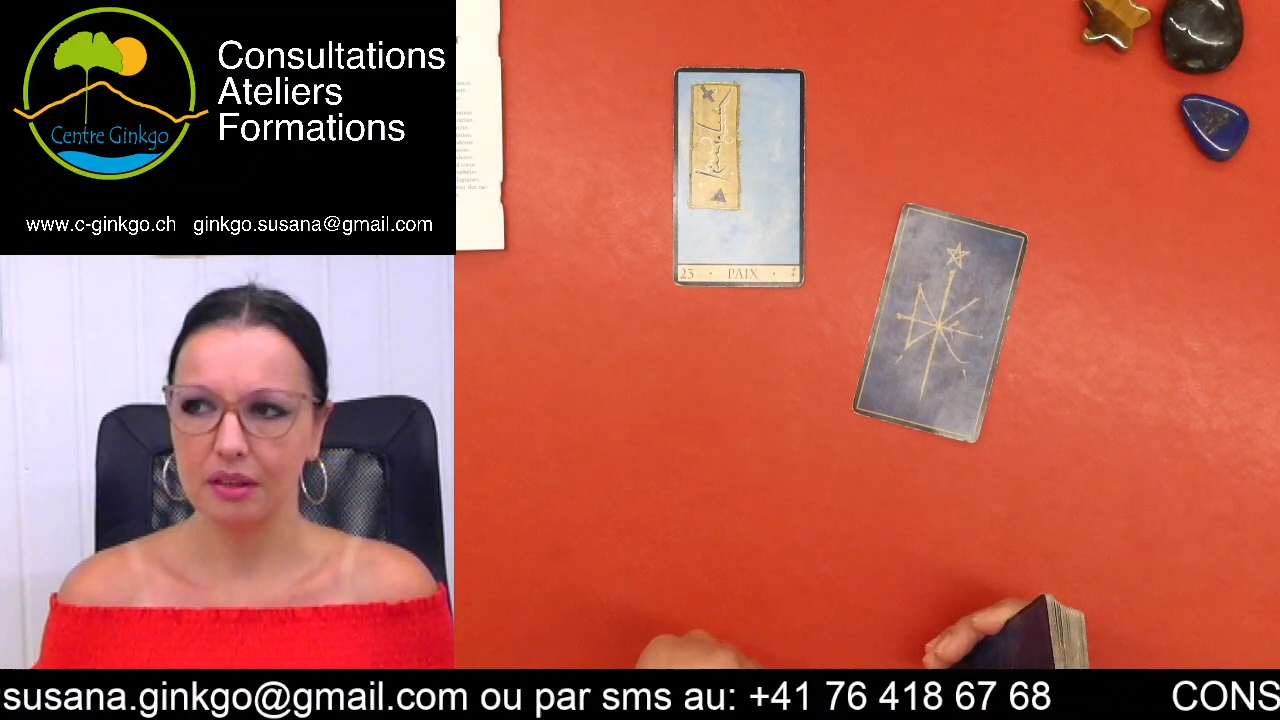 Consultations
Ateliers
Formations
Centre Ginkgo
www.c-ginkgo.ch ginkgo.susana@gmail.com
23 · PAIX ·
susana.ginkgo@gmail.com ou par sms au: +41 76 418 67 68 CONS